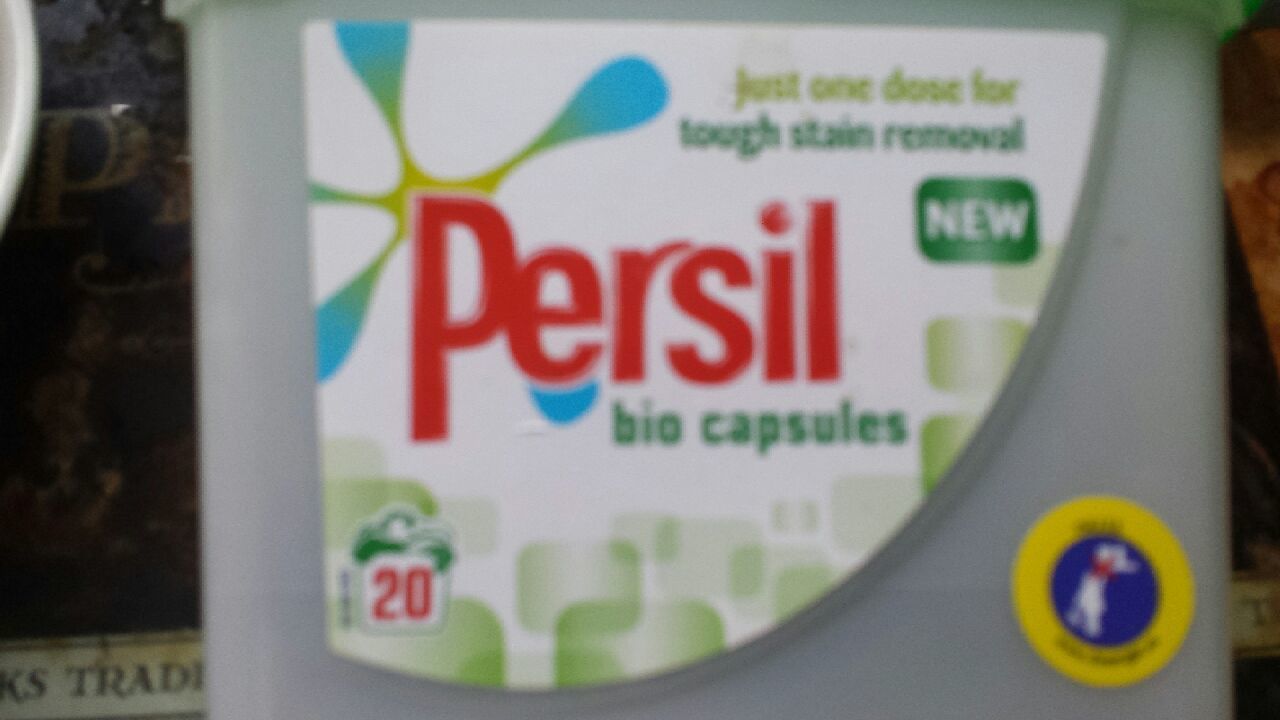 Just one dose for
tough stain removal
NEW
Persil
bio capsules
20
KS TRADE